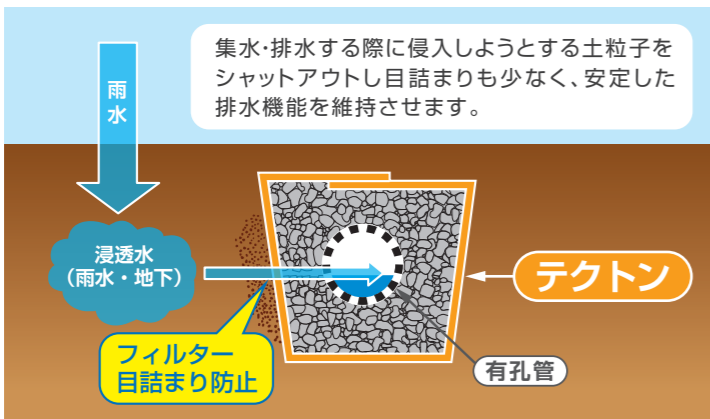 集水・排水する際に侵入しようとする土粒子を
シャットアウトし目詰まりも少なく、安定した
排水機能を維持させます。
雨水
浸透水
（雨水・地下）
テクトン
フィルター
目詰まり防止
有孔管